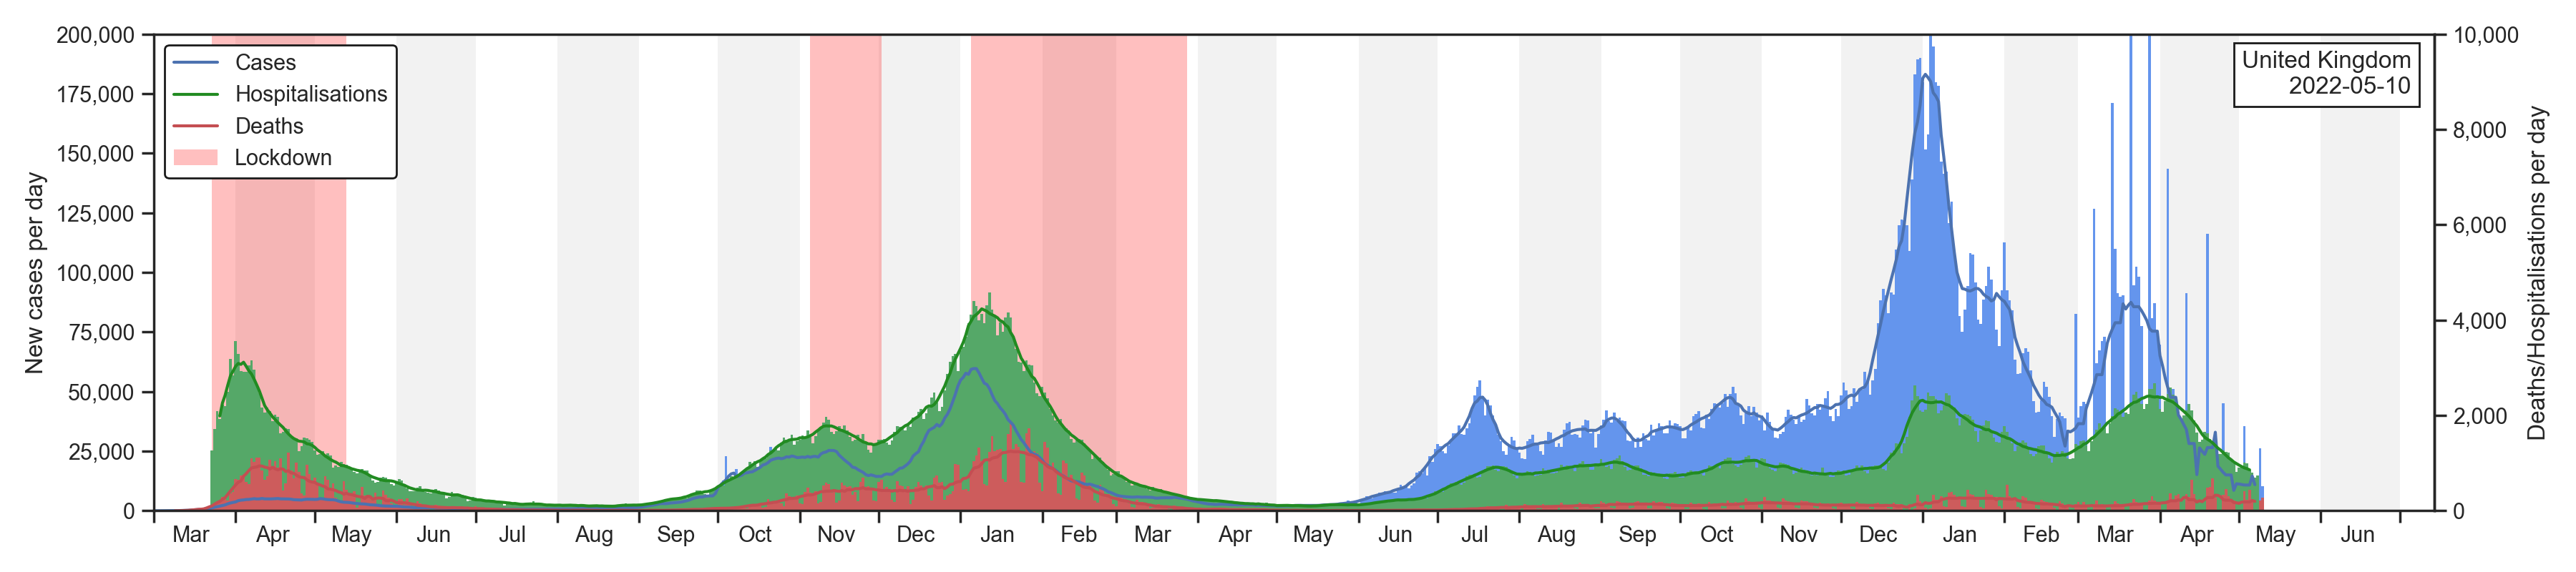 200,000
175,000
150,000
125,000
100,000
75,000
50,000
25,000
0
New cases per day
Cases
Hospitalisations
Deaths
Lockdown
United Kingdom
2022-05-10
10,000
8,000
6,000
4,000
2,000
0
Deaths/Hospitalisations per day
Mar Apr May Jun Jul Aug Sep Oct Nov Dec Jan Feb Mar Apr May Jun Jul Aug Sep Oct Nov Dec Jan Feb Mar Apr May Jun